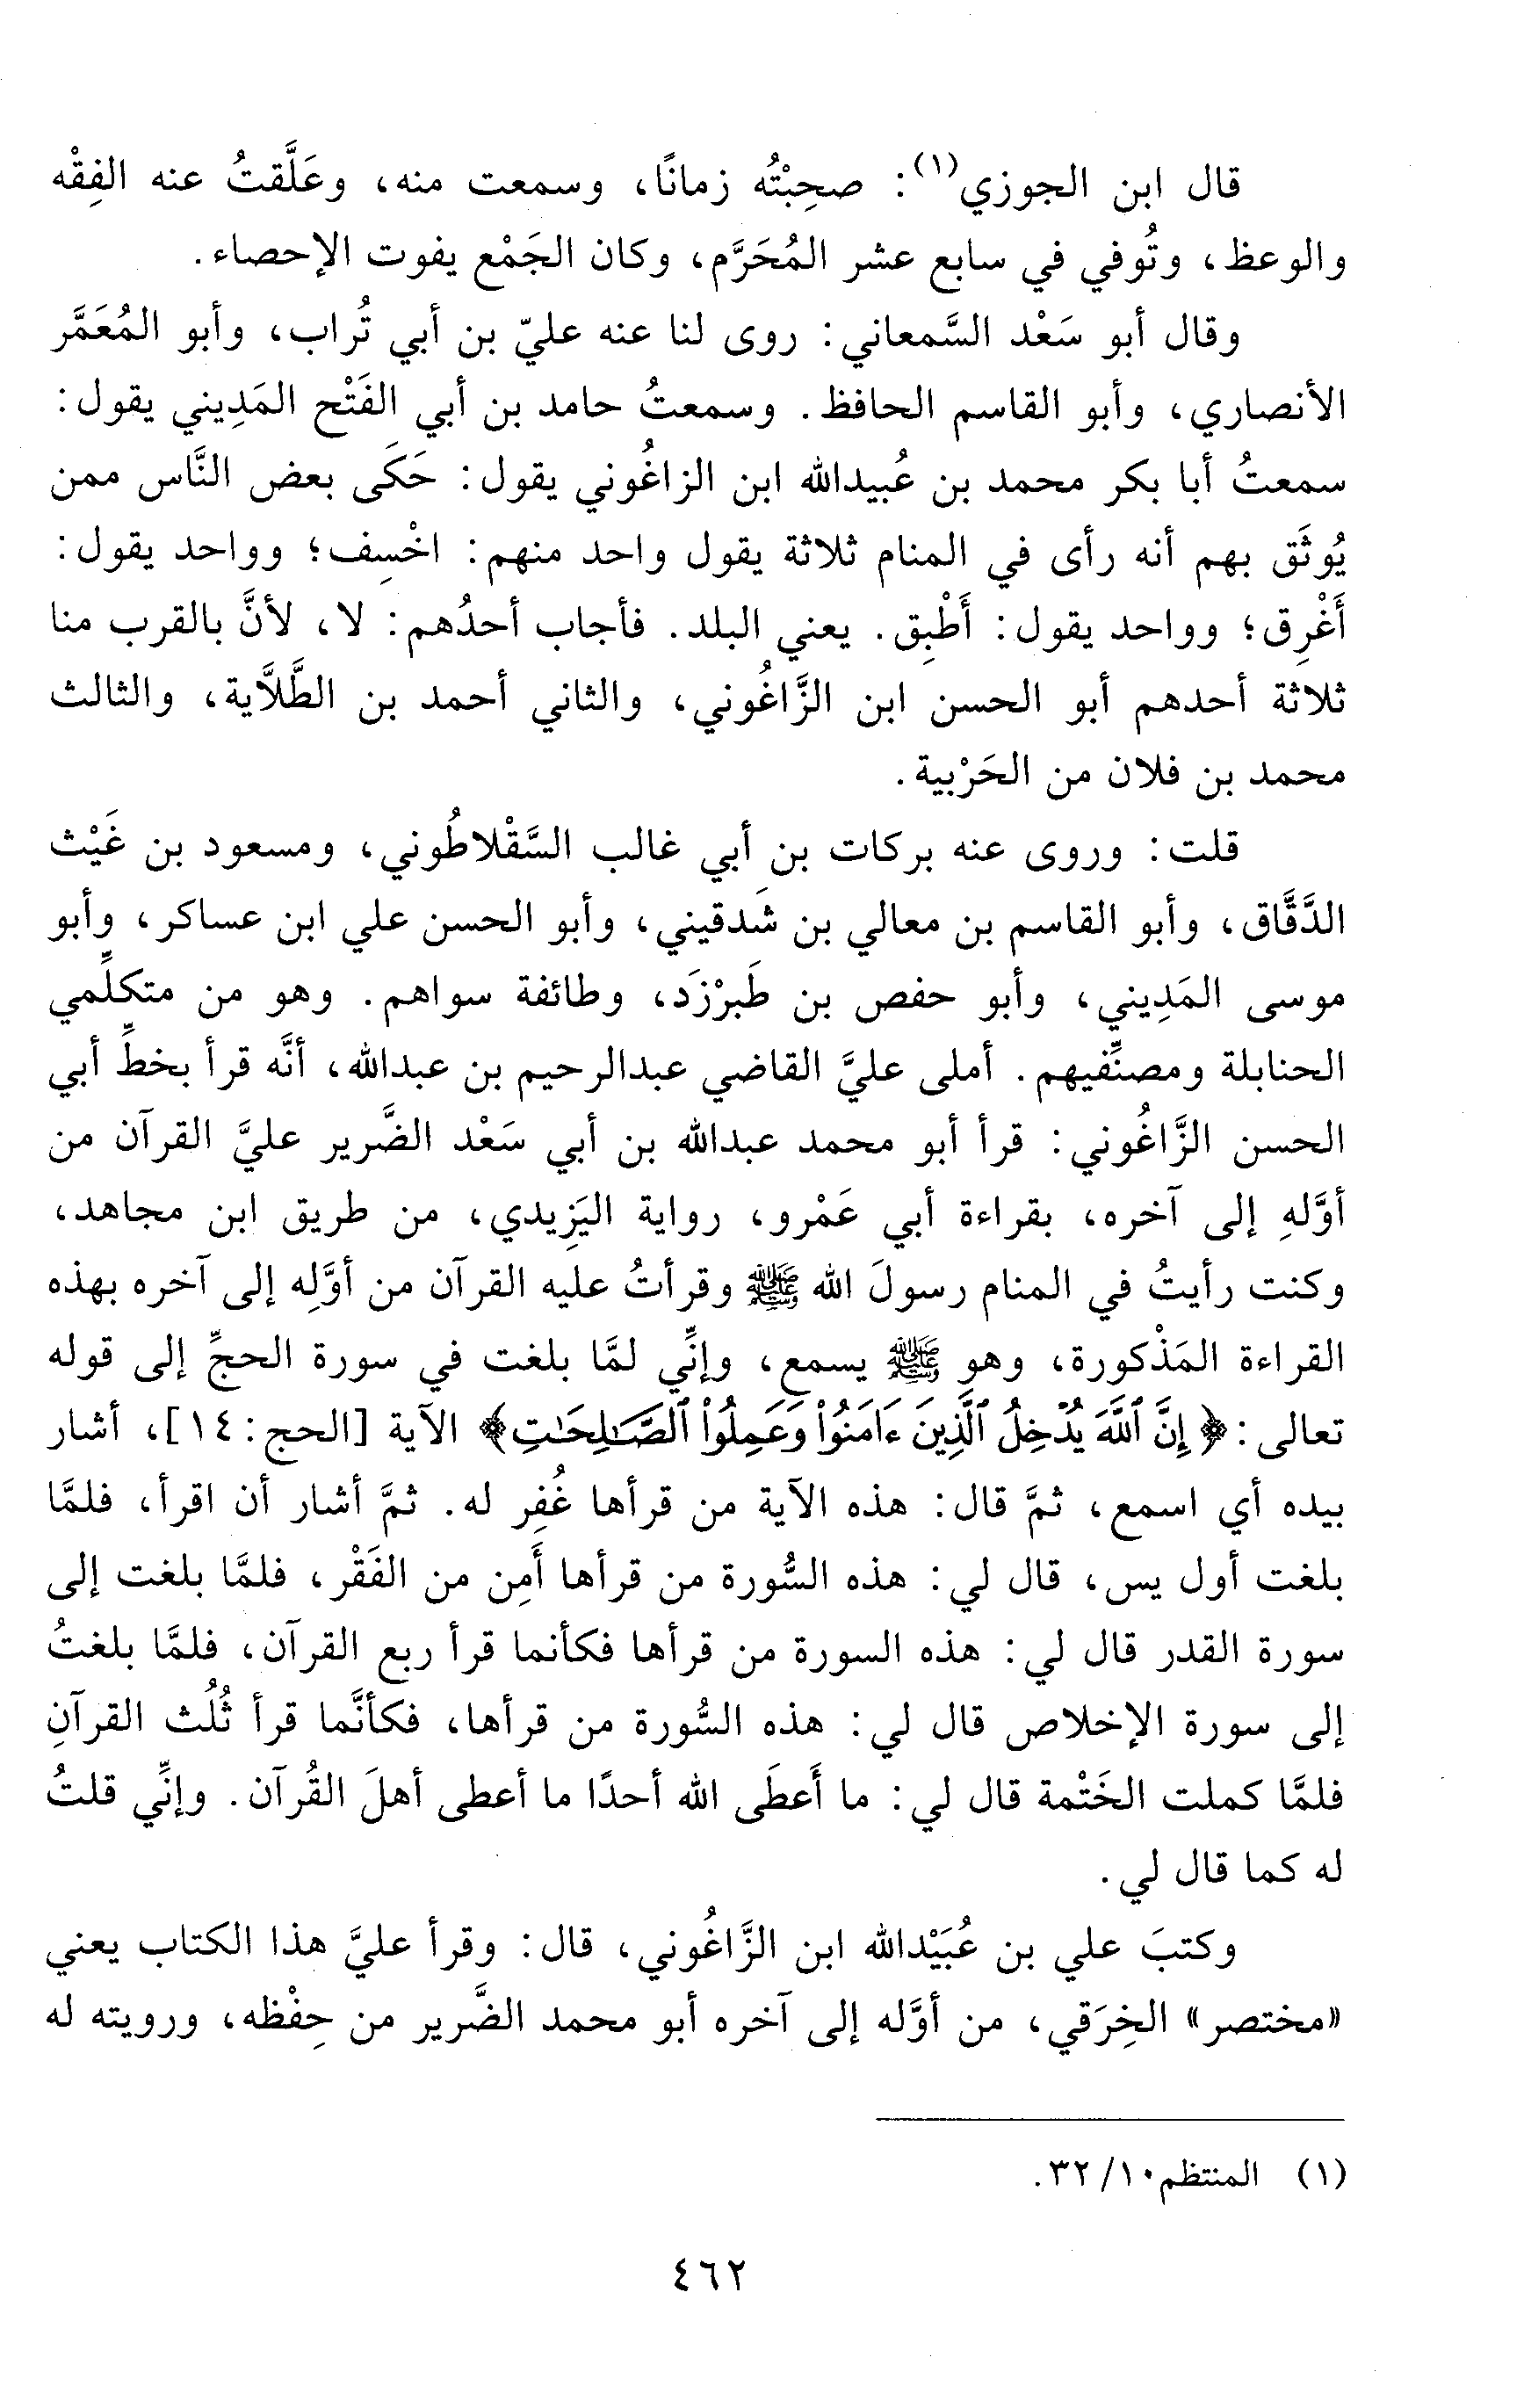 قال ابن الجوزي(١): صحِبْتُه زمانًا، وسمعت منه، وعَلَّقتُ عنه الفِقْه
والوعظ، وتُوفي في سابع عشر المُحَرَّم، وكان الجَمْع يفوت الإحصاء.
وقال أبو سَعْد السَّمعاني: روى لنا عنه عليّ بن أبي تُراب، وأبو المُعَمَّر
الأنصاري، وأبو القاسم الحافظ. وسمعتُ حامد بن أبي الفَتْح المَدِيني يقول:
سمعتُ أبا بكر محمد بن عُبيدالله ابن الزاغُوني يقول: حَكَى بعض النَّاس ممن
يُوثَق بهم أنه رأى في المنام ثلاثة يقول واحد منهم: اخْسِف؛ وواحد يقول:
أَغْرِق؛ وواحد يقول: أَطْبِق. يعني البلد. فأجاب أحدُهم: لا، لأنَّ بالقرب منا
ثلاثة أحدهم أبو الحسن ابن الزَّاغُوني، والثاني أحمد بن الطَّلاَّية، والثالث
محمد بن فلان من الحَرْبية.
قلت: وروى عنه بركات بن أبي غالب السَّقْلاطُوني، ومسعود بن غَيْث
الدَّقَّاق، وأبو القاسم بن معالي بن شَدقيني، وأبو الحسن علي ابن عساكر، وأبو
موسى المَدِيني، وأبو حفص بن طَبرْزَد، وطائفة سواهم. وهو من متكلِّمي
الحنابلة ومصنِّفيهم. أملى عليَّ القاضي عبدالرحيم بن عبدالله، أنَّه قرأ بخطِّ أبي
الحسن الزَّاغُوني: قرأ أبو محمد عبدالله بن أبي سَعْد الضَّرير عليَّ القرآن من
أوَّلهِ إلى آخره، بقراءة أبي عَمْرو، رواية اليَزِيدي، من طريق ابن مجاهد،
وكنت رأيتُ في المنام رسولَ الله ﷺ وقرأتُ عليه القرآن من أوَّلِه إلى آخره بهذه
القراءة المَذْكورة، وهو ﷺ يسمع، وإنِّي لمَّا بلغت في سورة الحجِّ إلى قوله
تعالى: ﴿إِنَّ ٱللَّهَ يُدْخِلُ ٱلَّذِينَ ءَامَنُوا۟ وَعَمِلُوا۟ ٱلصَّٰلِحَٰتِ﴾ الآية [الحج: ١٤]، أشار
بيده أي اسمع، ثمَّ قال: هذه الآية من قرأها غُفِر له. ثمَّ أشار أن اقرأ، فلمَّا
بلغت أول يس، قال لي: هذه السُّورة من قرأها أَمِن من الفَقْر، فلمَّا بلغت إلى
سورة القدر قال لي: هذه السورة من قرأها فكأنما قرأ ربع القرآن، فلمَّا بلغتُ
إلى سورة الإخلاص قال لي: هذه السُّورة من قرأها، فكأنَّما قرأ ثُلُث القرآنِ
فلمَّا كملت الخَتْمة قال لي: ما أَعطَى الله أحدًا ما أعطى أهلَ القُرآن. وإنِّي قلتُ
له كما قال لي.
وكتبَ علي بن عُبَيْدالله ابن الزَّاغُوني، قال: وقرأ عليَّ هذا الكتاب يعني
«مختصر» الخِرَقي، من أوَّله إلى آخره أبو محمد الضَّرير من حِفْظه، ورويته له
(١) المنتظم ١٠/ ٣٢.
٤٦٢